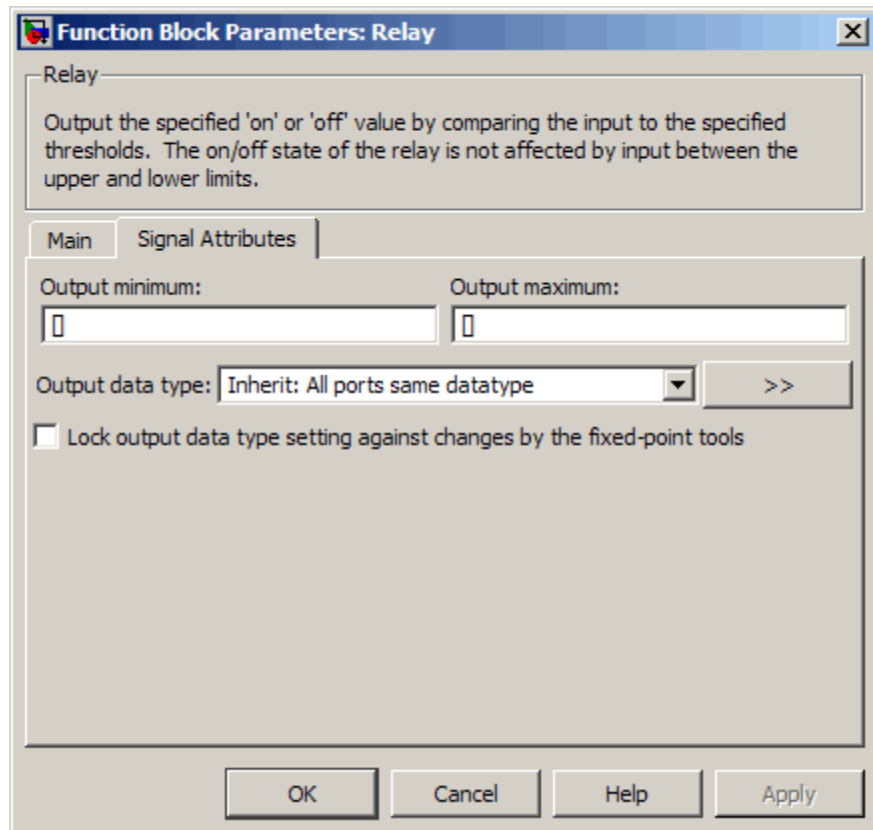 Function Block Parameters: Relay
Relay
Output the specified 'on' or 'off' value by comparing the input to the specified
thresholds. The on/off state of the relay is not affected by input between the
upper and lower limits.
Main Signal Attributes
Output minimum: Output maximum:
[] []
Output data type: Inherit: All ports same datatype >>
Lock output data type setting against changes by the fixed-point tools
OK Cancel Help Apply